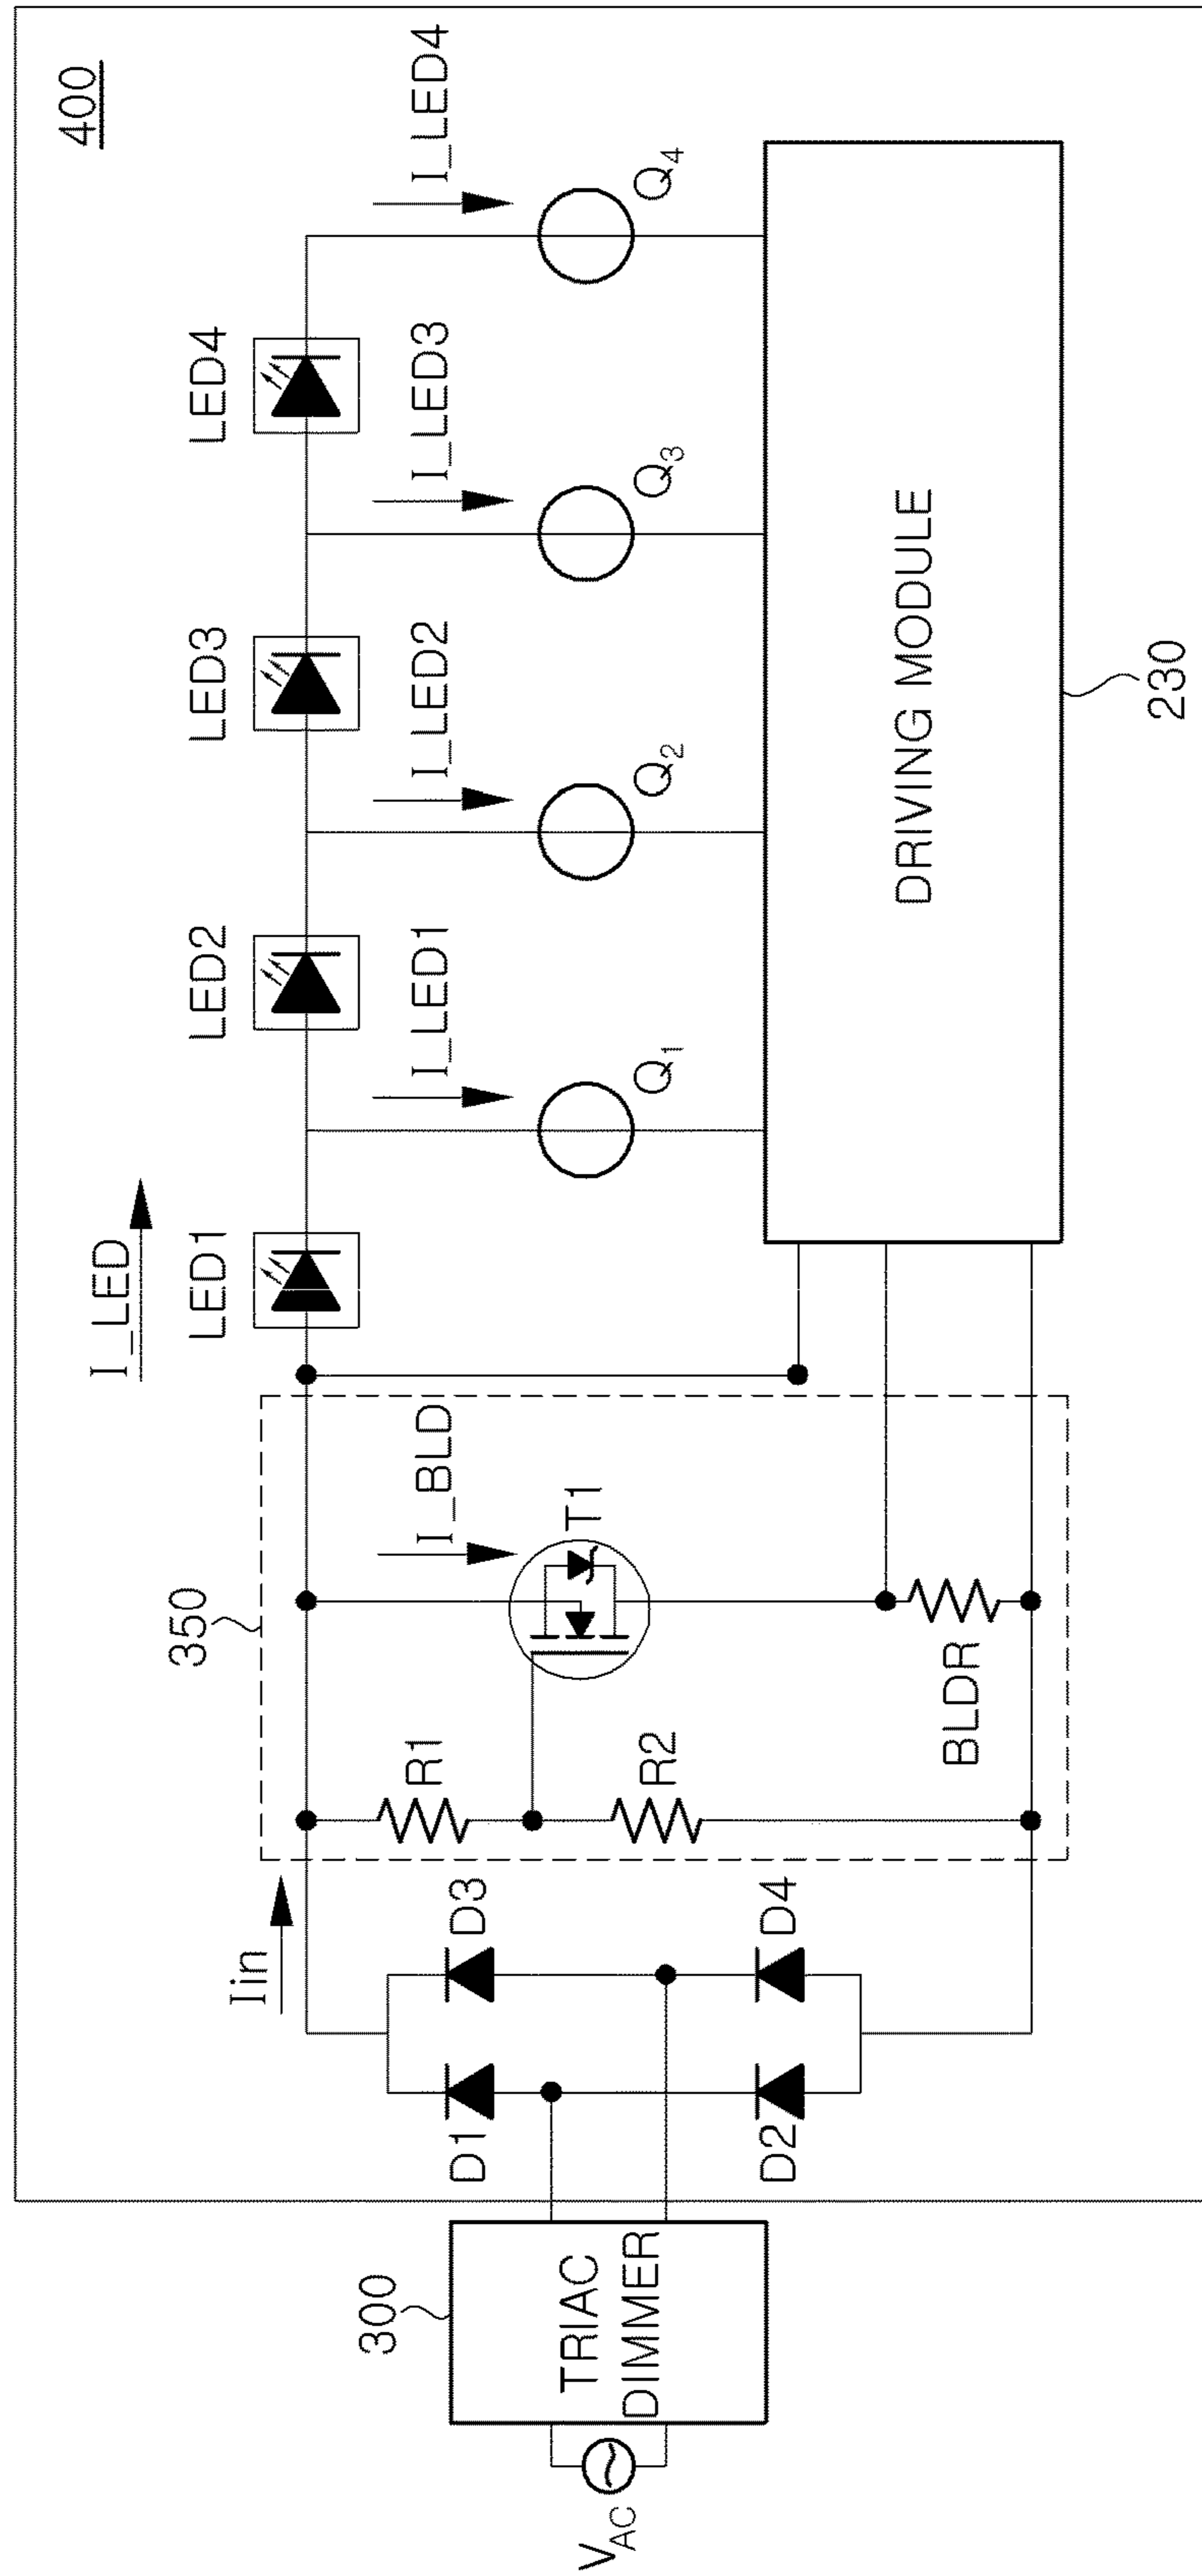 400
I_LED
LED1
LED2
LED3
LED4
Iin
350
I_BLD
I_LED1
I_LED2
I_LED3
I_LED4
D1
D3
R1
T1
Q1
Q2
Q3
Q4
300
TRIAC
DIMMER
VAC
R2
D2
D4
BLDR
DRIVING MODULE
230